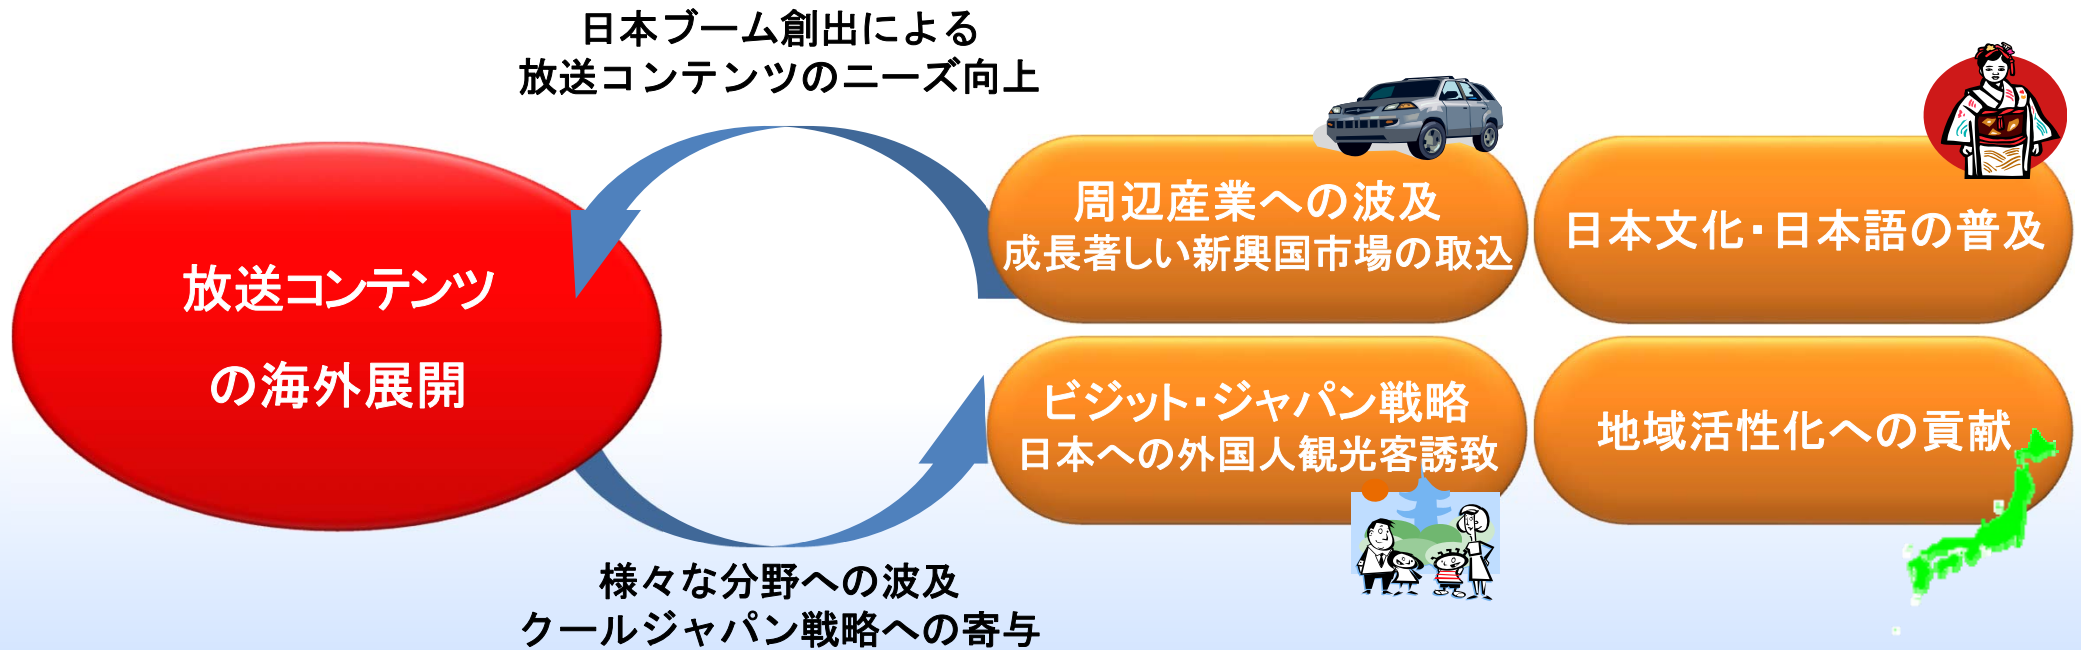 日本ブーム創出による
放送コンテンツのニーズ向上
放送コンテンツ
の海外展開
周辺産業への波及
成長著しい新興国市場の取込
日本文化・日本語の普及
ビジット・ジャパン戦略
日本への外国人観光客誘致
地域活性化への貢献
様々な分野への波及
クールジャパン戦略への寄与